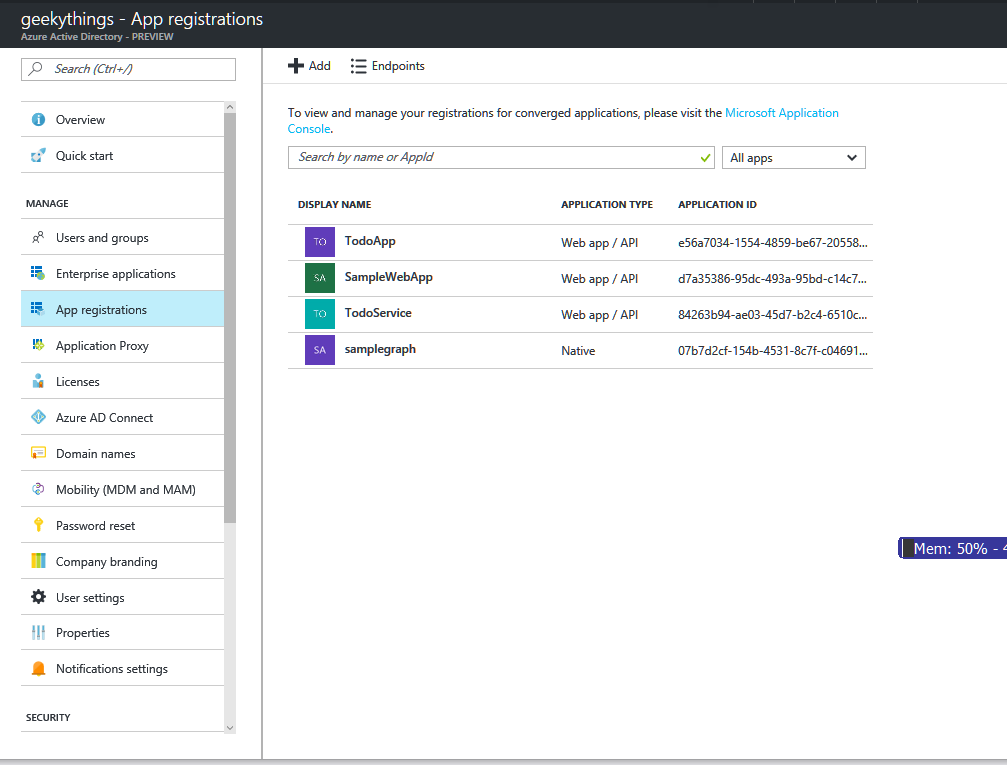 geekythings - App registrations
Azure Active Directory - PREVIEW
Search (Ctrl+/)
Overview
Quick start
MANAGE
Users and groups
Enterprise applications
App registrations
Application Proxy
Licenses
Azure AD Connect
Domain names
Mobility (MDM and MAM)
Password reset
Company branding
User settings
Properties
Notifications settings
SECURITY
Add Endpoints
To view and manage your registrations for converged applications, please visit the Microsoft Application
Console.
Search by name or AppId All apps
DISPLAY NAME APPLICATION TYPE APPLICATION ID
TO TodoApp Web app / API e56a7034-1554-4859-be67-20558...
SA SampleWebApp Web app / API d7a35386-95dc-493a-95bd-c14c7...
TO TodoService Web app / API 84263b94-ae03-45d7-b2c4-6510c...
SA samplegraph Native 07b7d2cf-154b-4531-8c7f-c04691...
Mem: 50% -